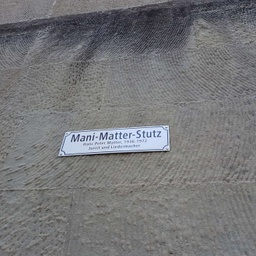 Mani-Matter-Stutz
Hans Peter Matter, 1936-1972
Jurist und Liedermacher